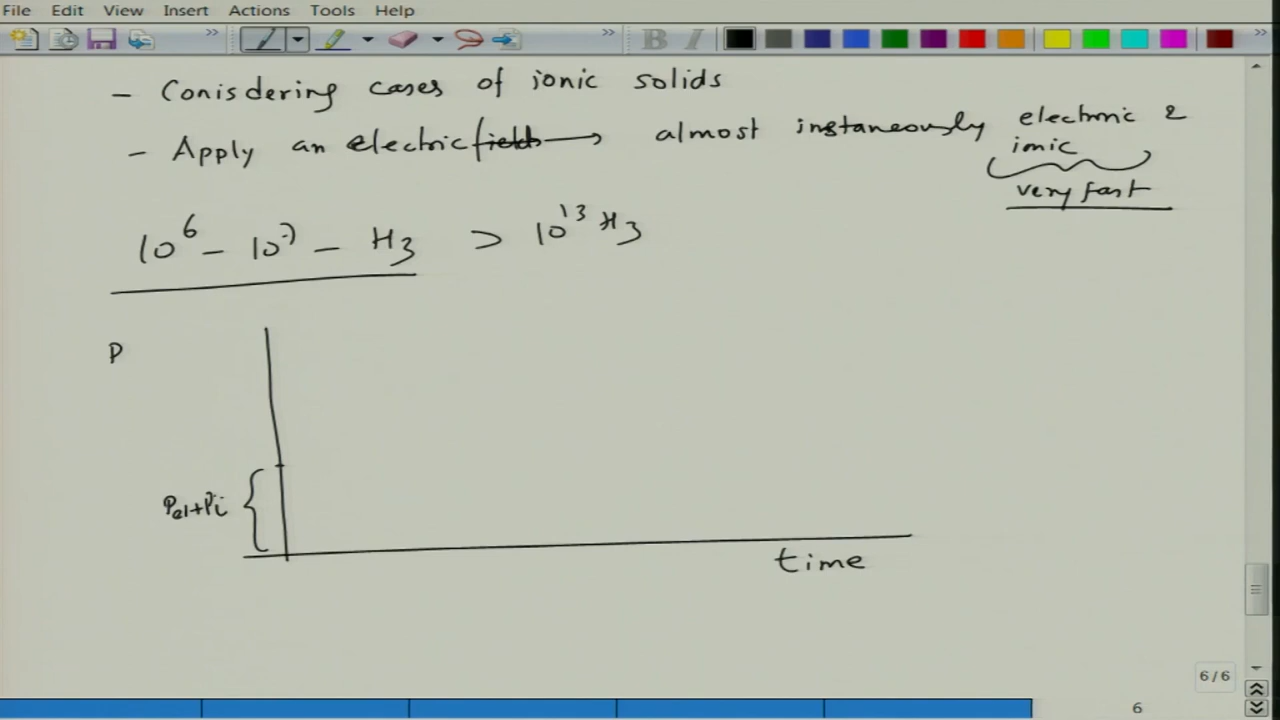 File Edit View Insert Actions Tools Help
- Conisdering cases of ionic solids
- Apply an electric field → almost instaneously electronic &
ionic
very fast
10^6 - 10^7 - Hz > 10^13 Hz
P
Pel+Pi
time
6 / 6
6